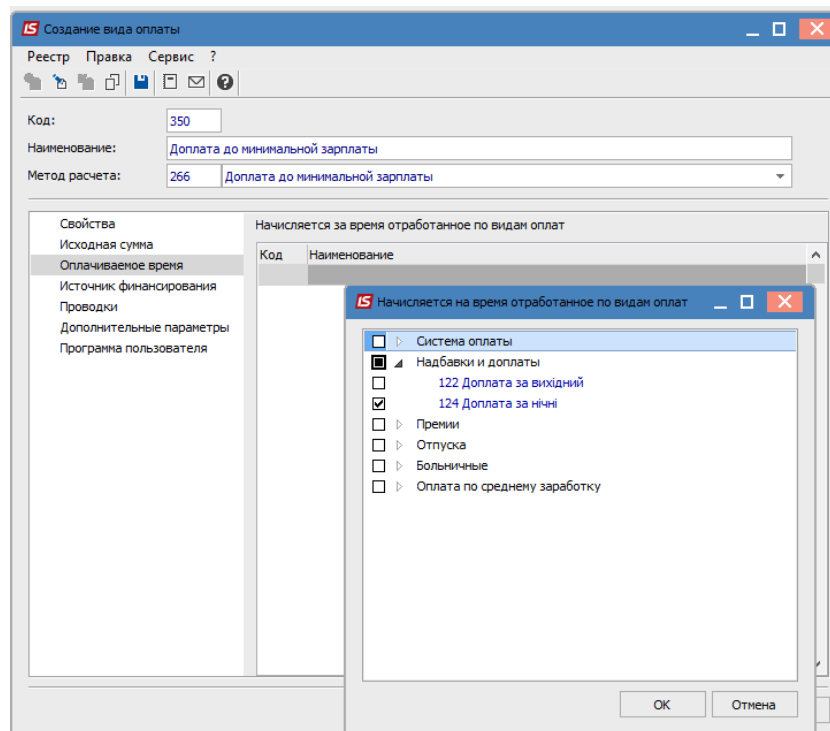 IS Создание вида оплаты
Реестр Правка Сервис ?
Код: 350
Наименование: Доплата до минимальной зарплаты
Метод расчета: 266 Доплата до минимальной зарплаты
Свойства
Исходная сумма
Оплачиваемое время
Источник финансирования
Проводки
Дополнительные параметры
Программа пользователя
Начисляется за время отработанное по видам оплат
Код Наименование
IS Начисляется на время отработанное по видам оплат
Система оплаты
Надбавки и доплаты
122 Доплата за вихідний
124 Доплата за нічні
Премии
Отпуска
Больничные
Оплата по среднему заработку
OK Отмена